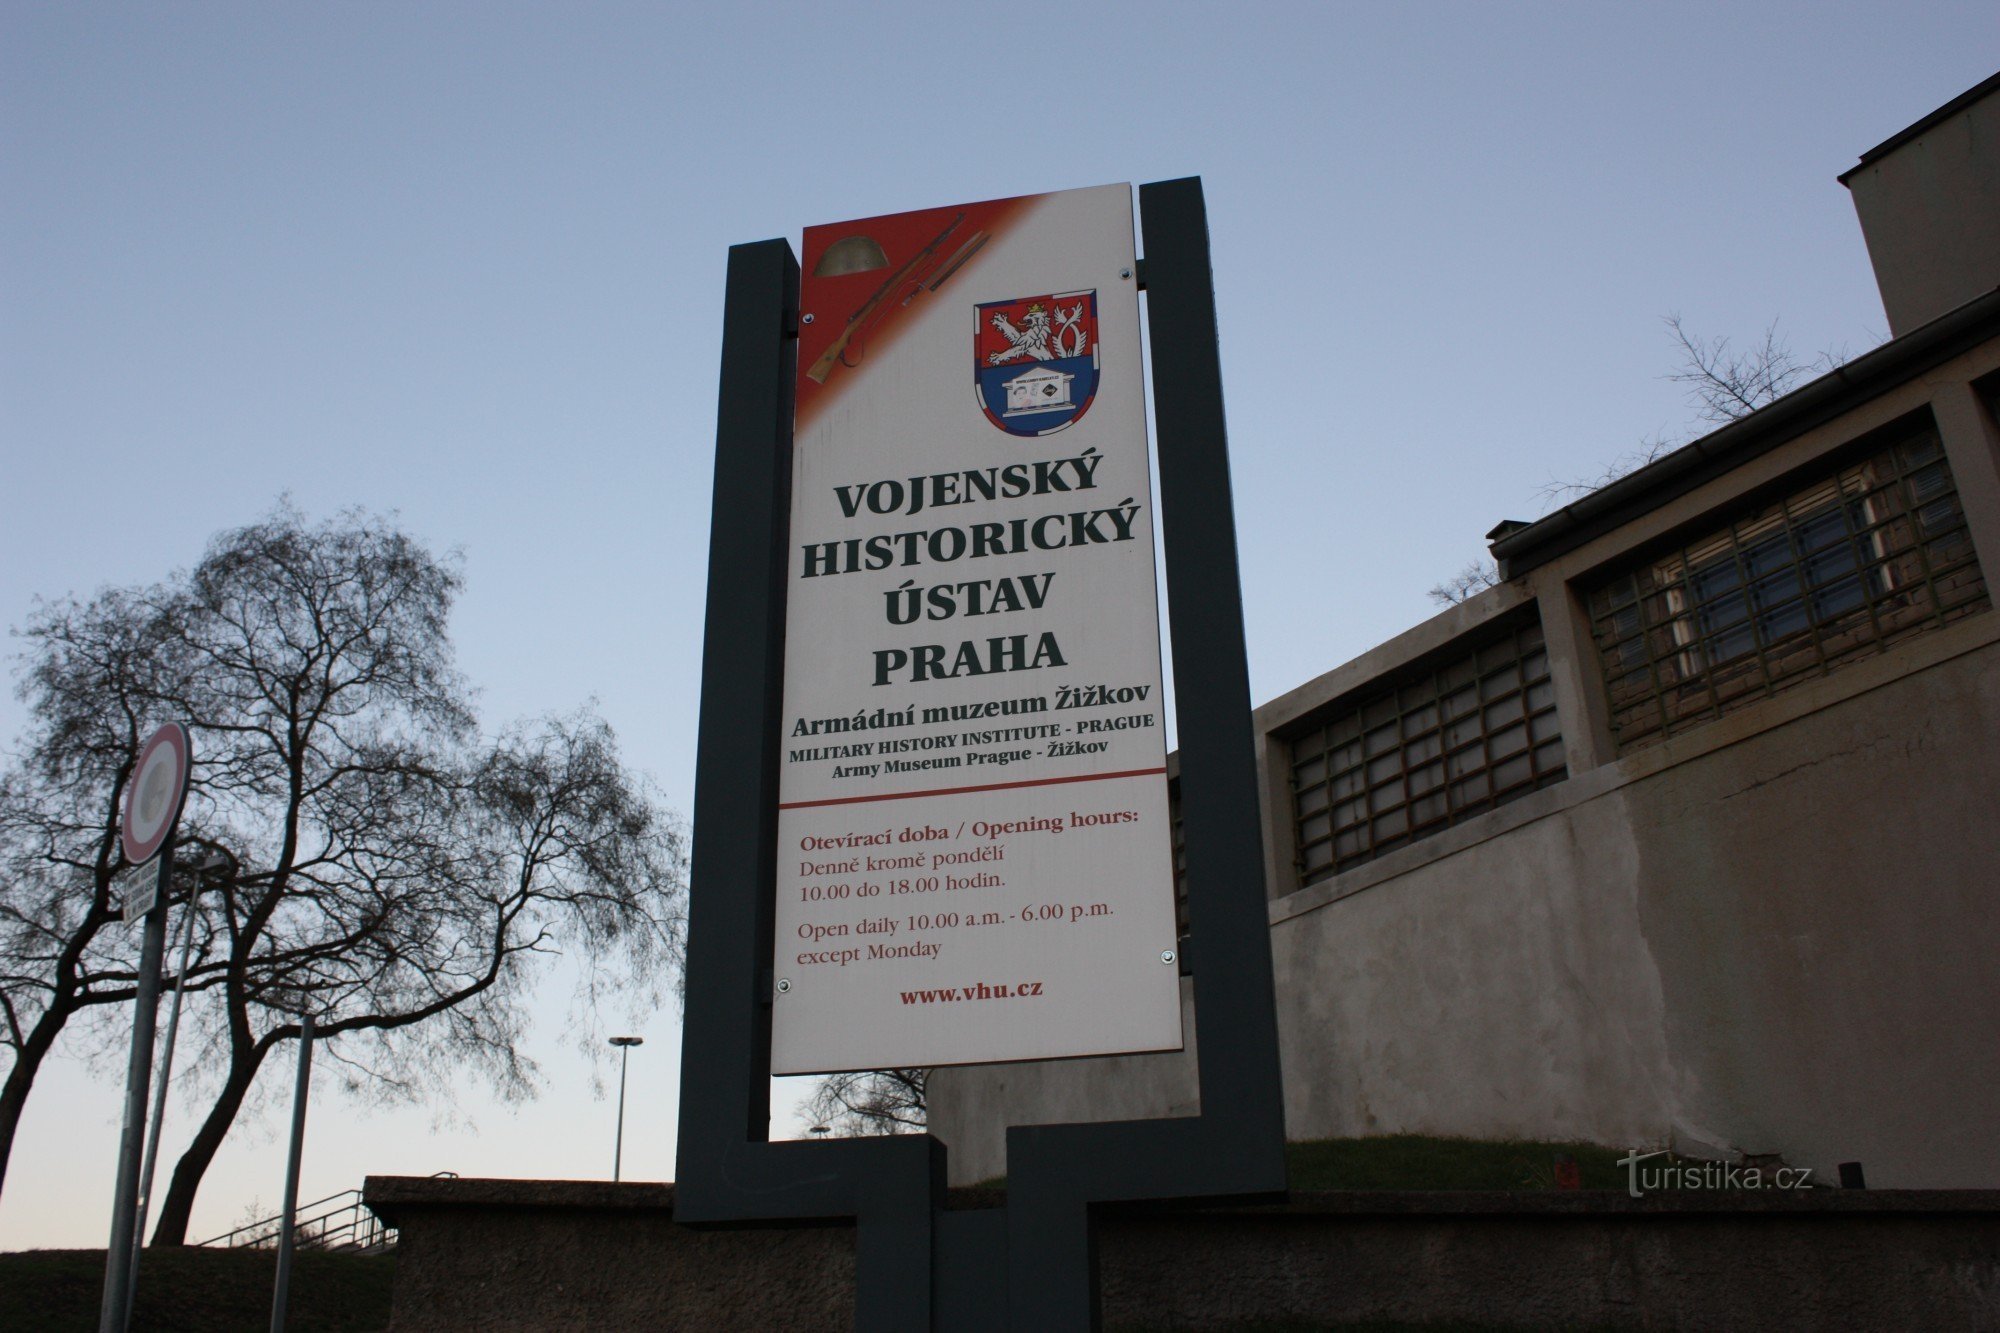 VOJENSKÝ
HISTORICKÝ
ÚSTAV
PRAHA
Armádní muzeum Žižkov
MILITARY HISTORY INSTITUTE - PRAGUE
Army Museum Prague - Žižkov
Otevírací doba / Opening hours:
Denně kromě pondělí
10.00 do 18.00 hodin.
Open daily 10.00 a.m. - 6.00 p.m.
except Monday
www.vhu.cz
Turistika.cz